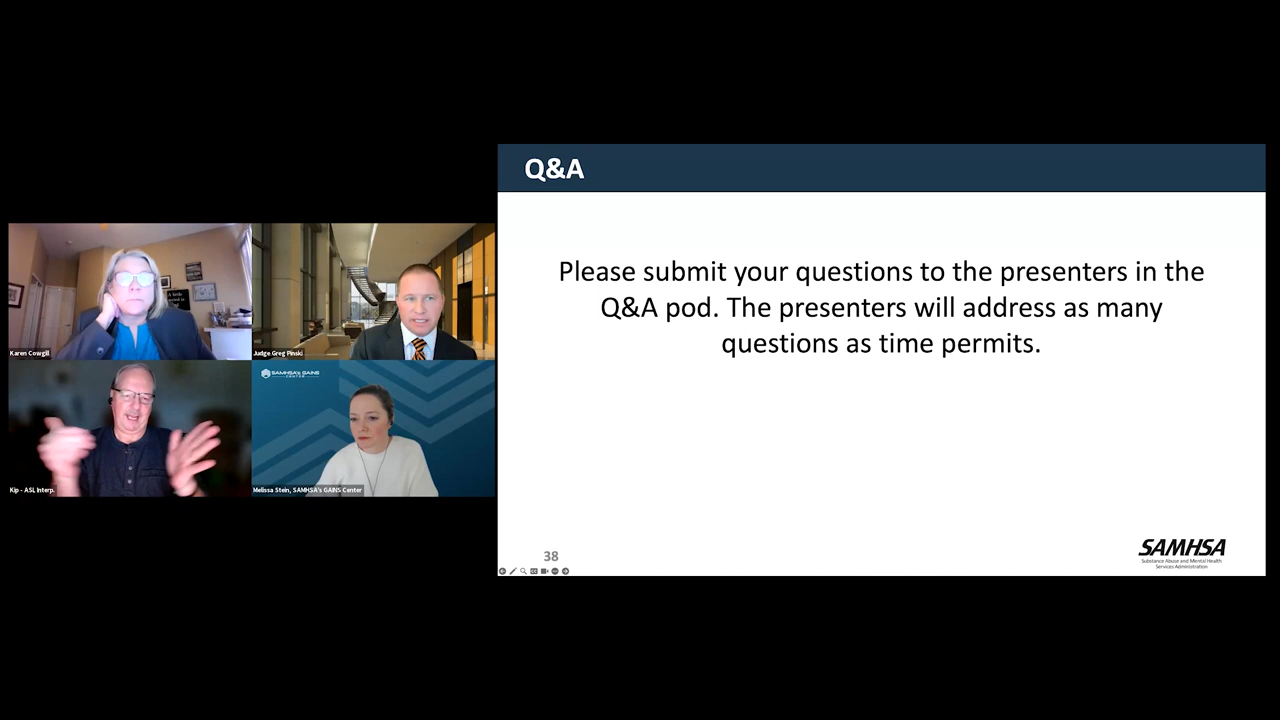 Q&A
Please submit your questions to the presenters in the
Q&A pod. The presenters will address as many
questions as time permits.
38
SAMHSA
Substance Abuse and Mental Health
Services Administration
Karen Cowgill
Judge Greg Pinski
SAMHSA's GAINS
CENTER
Kip - ASL Interp.
Melissa Stein, SAMHSA's GAINS Center